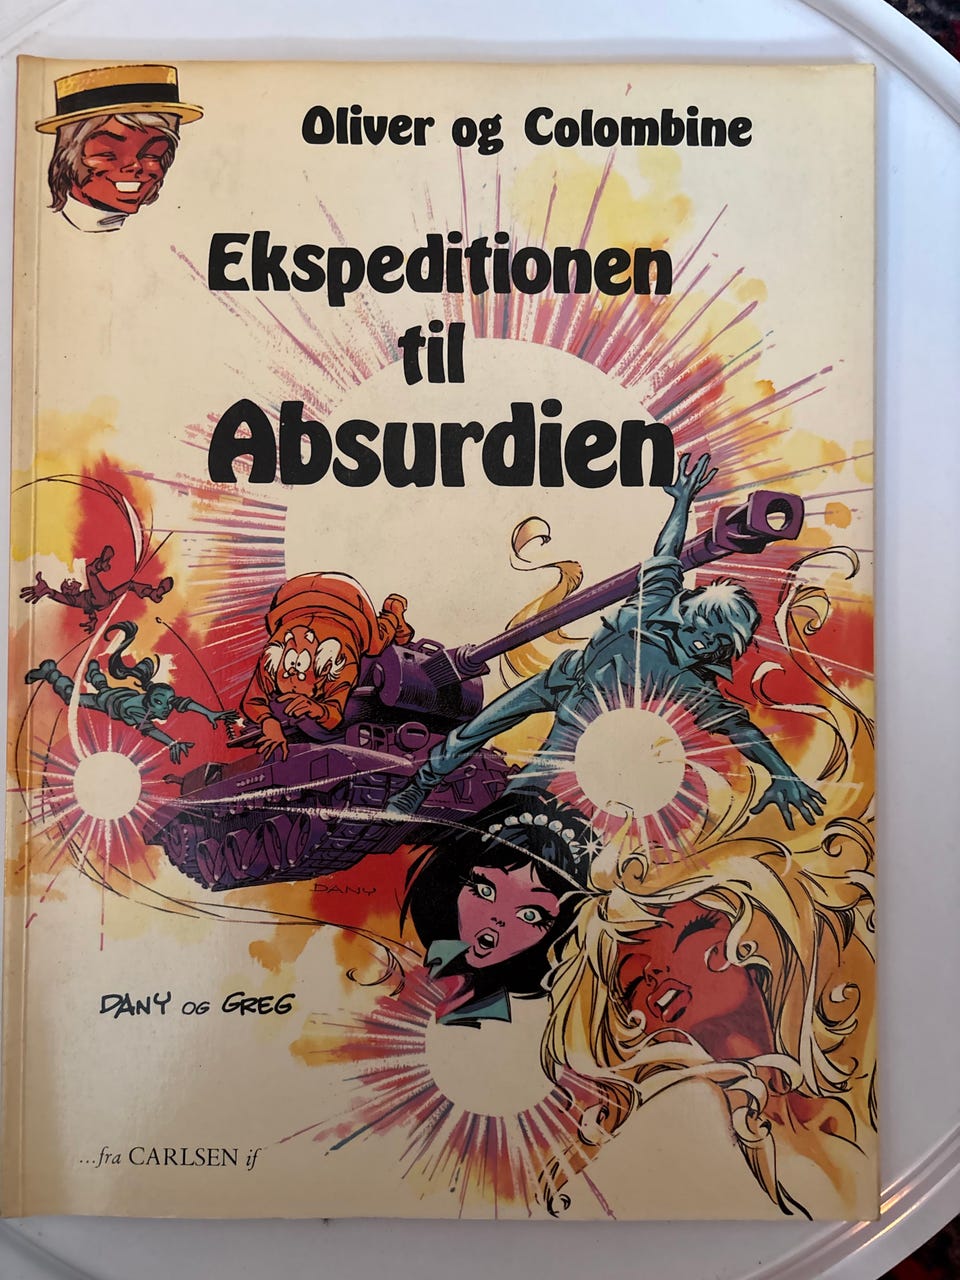 Oliver og Colombine
Ekspeditionen
til
Absurdien
DANY
DANY OG GREG
...fra CARLSEN if